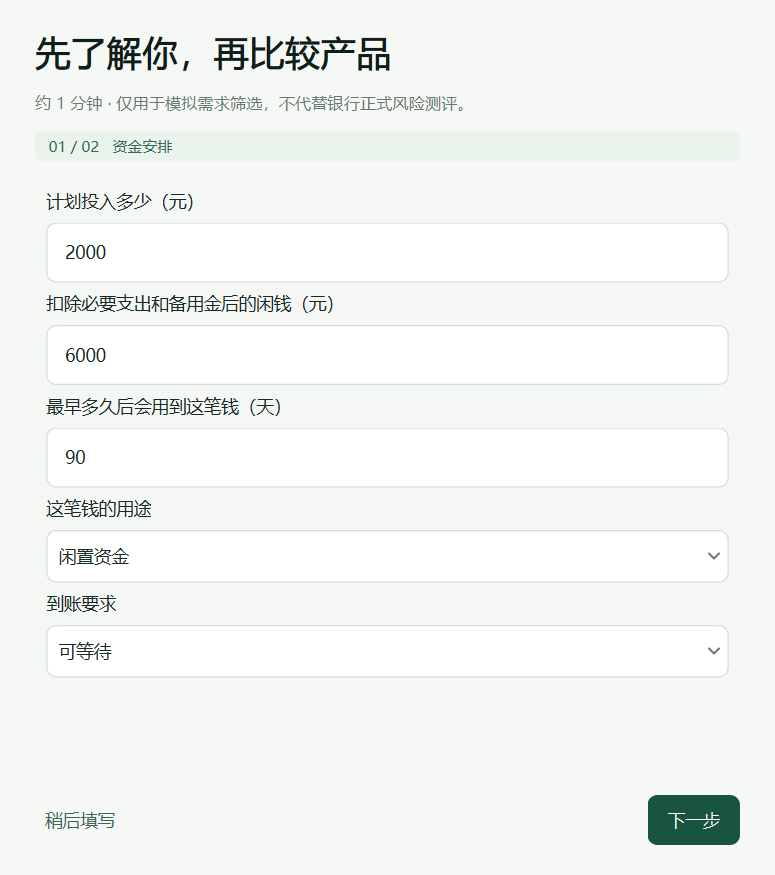 先了解你，再比较产品
约 1 分钟 · 仅用于模拟需求筛选，不代替银行正式风险测评。
01 / 02 资金安排
计划投入多少（元）
2000
扣除必要支出和备用金后的闲钱（元）
6000
最早多久后会用到这笔钱（天）
90
这笔钱的用途
闲置资金
到账要求
可等待
稍后填写
下一步